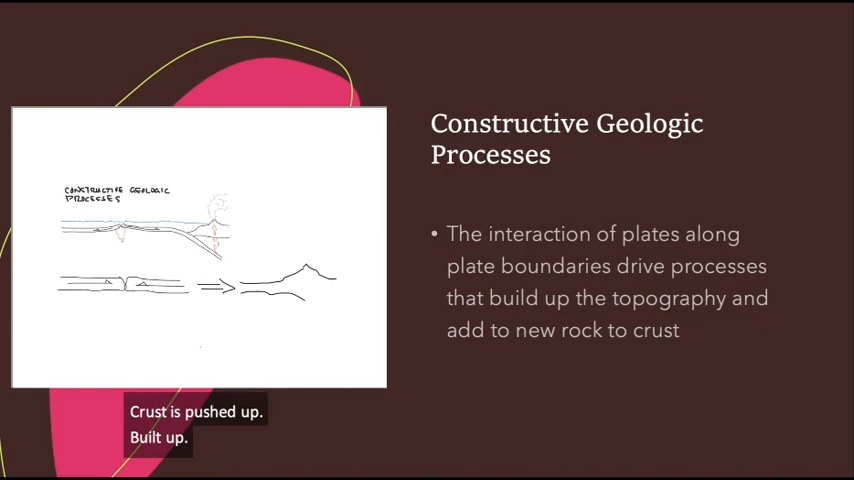 Constructive Geologic
Processes
CONSTRUCTIVE GEOLOGIC
PROCESSES
• The interaction of plates along
plate boundaries drive processes
that build up the topography and
add to new rock to crust
Crust is pushed up.
Built up.